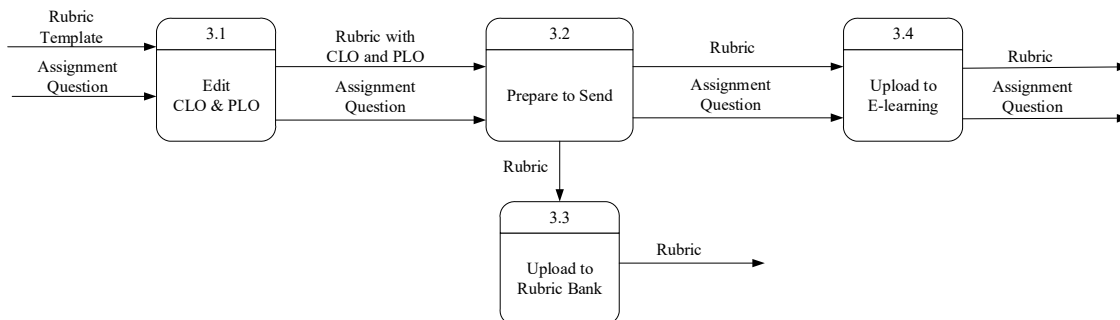 Rubric
Template
Assignment
Question
3.1
Edit
CLO & PLO
Rubric with
CLO and PLO
Assignment
Question
3.2
Prepare to Send
Rubric
Assignment
Question
3.4
Upload to
E-learning
Rubric
Assignment
Question
Rubric
3.3
Upload to
Rubric Bank
Rubric